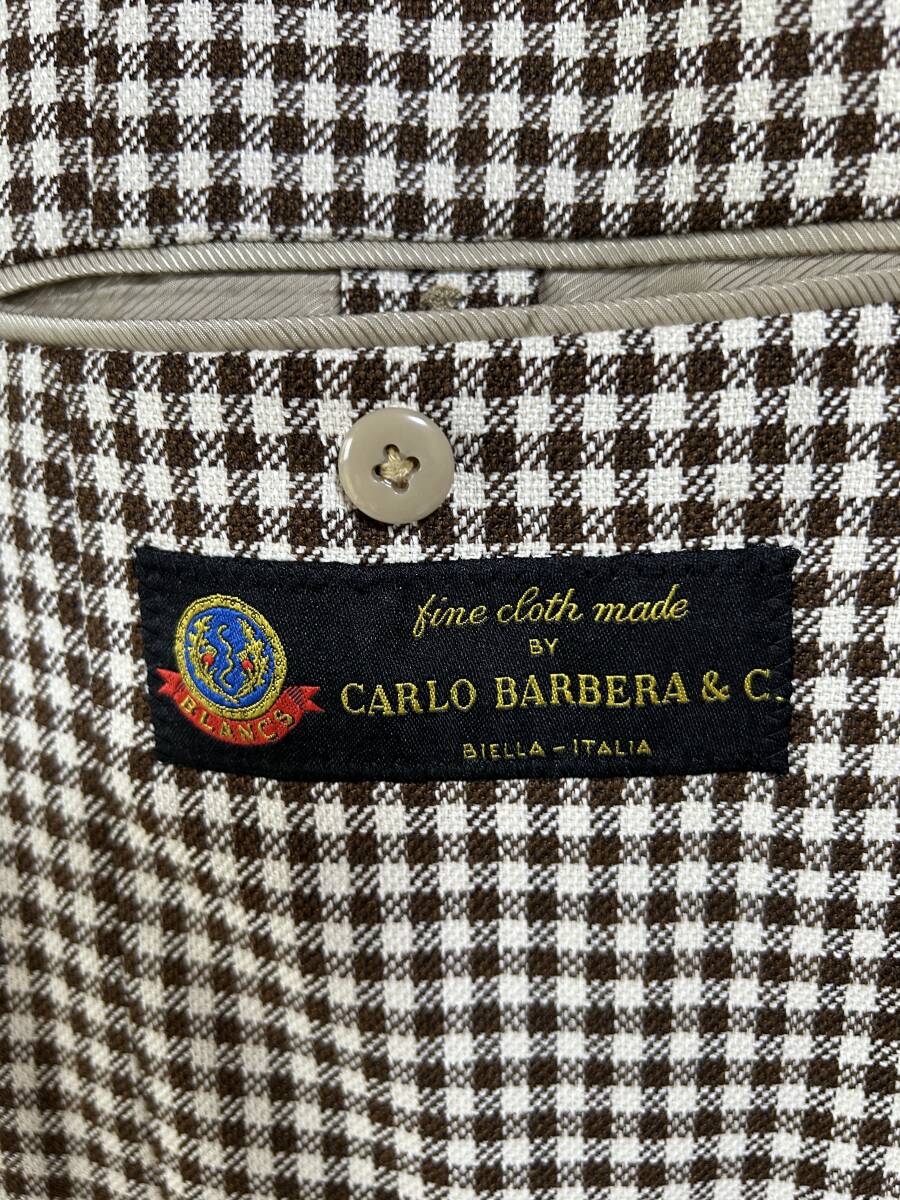 fine cloth made
BY
CARLO BARBERA & C.
BIELLA - ITALIA
BLANCS